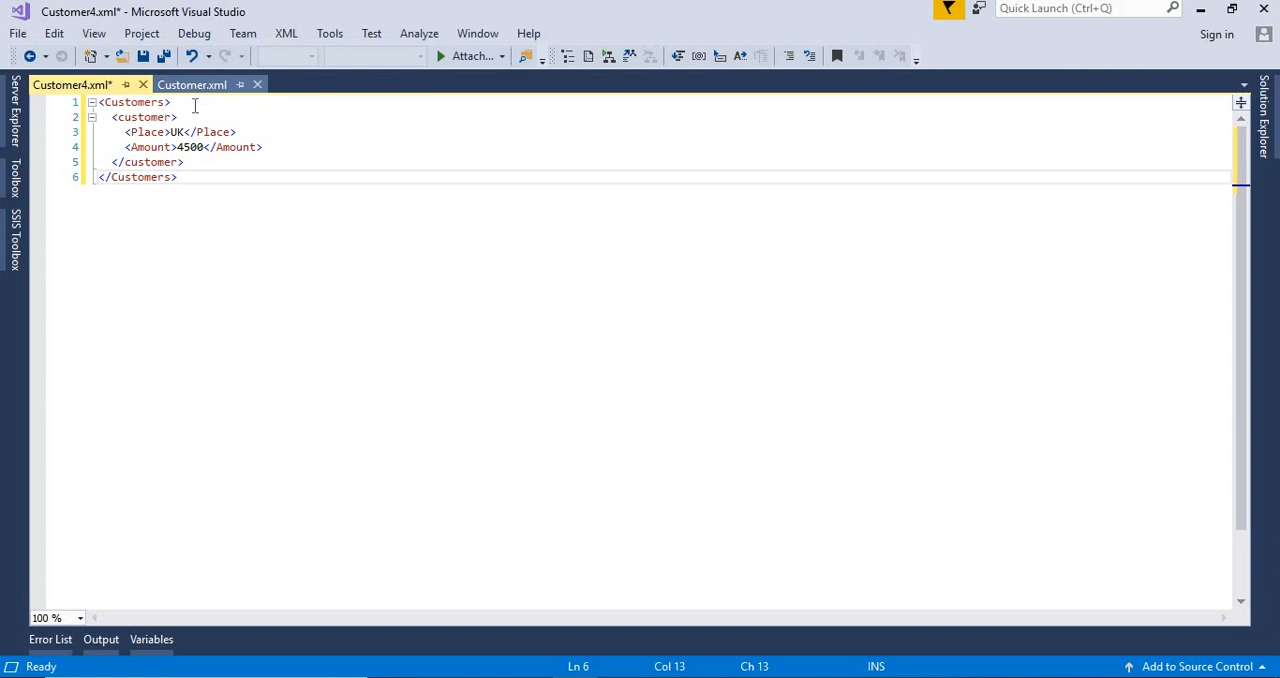 Customer4.xml* - Microsoft Visual Studio
Quick Launch (Ctrl+Q)
File Edit View Project Debug Team XML Tools Test Analyze Window Help
Sign in
Attach...
Customer4.xml* Customer.xml
1 <Customers>
2 <customer>
3 <Place>UK</Place>
4 <Amount>4500</Amount>
5 </customer>
6 </Customers>
Server Explorer
Toolbox
SSIS Toolbox
Solution Explorer
100 %
Error List Output Variables
Ready Ln 6 Col 13 Ch 13 INS Add to Source Control